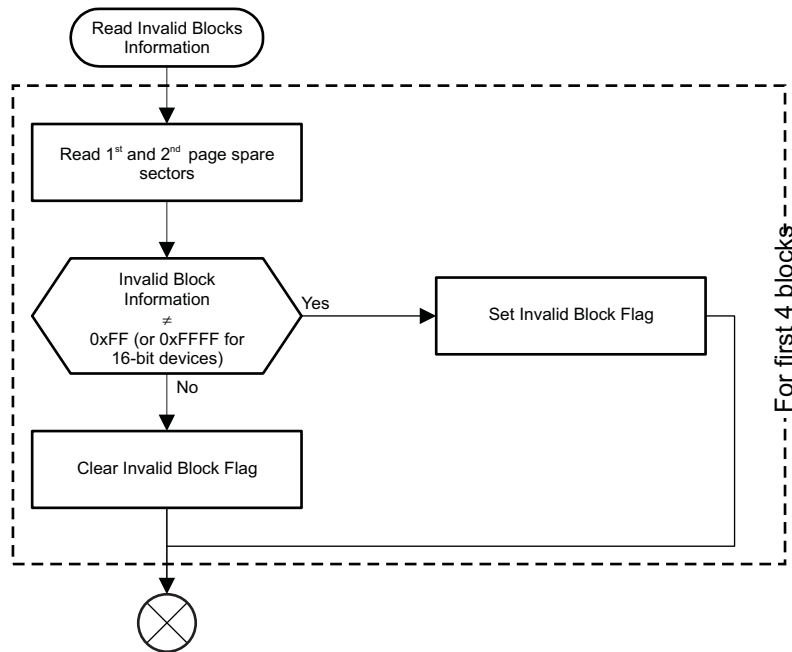 Read Invalid Blocks
Information
Read 1st and 2nd page spare
sectors
Invalid Block
Information
≠
0xFF (or 0xFFFF for
16-bit devices)
Yes
Set Invalid Block Flag
No
Clear Invalid Block Flag
For first 4 blocks